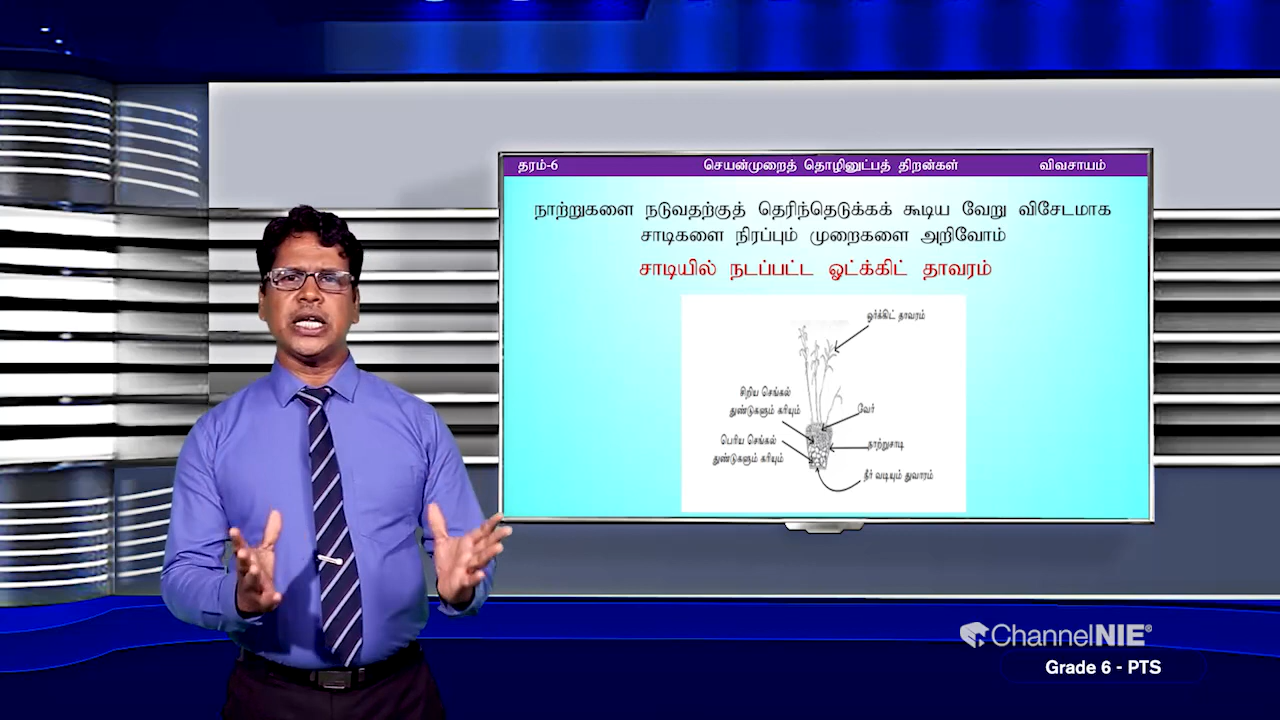 தரம்-6 செயன்முறைத் தொழினுட்பத் திறன்கள் விவசாயம்
நாற்றுகளை நடுவதற்குத் தெரிந்தெடுக்கக் கூடிய வேறு விசேடமாக
சாடிகளை நிரப்பும் முறைகளை அறிவோம்
சாடியில் நடப்பட்ட ஓட்க்கிட் தாவரம்
ஓர்க்கிட் தாவரம்
சிறிய செங்கல்
துண்டுகளும் கரியும்
வேர்
பெரிய செங்கல்
துண்டுகளும் கரியும்
நாற்றுசாடி
நீர் வடியும் துவாரம்
ChannelNIE®
Grade 6 - PTS